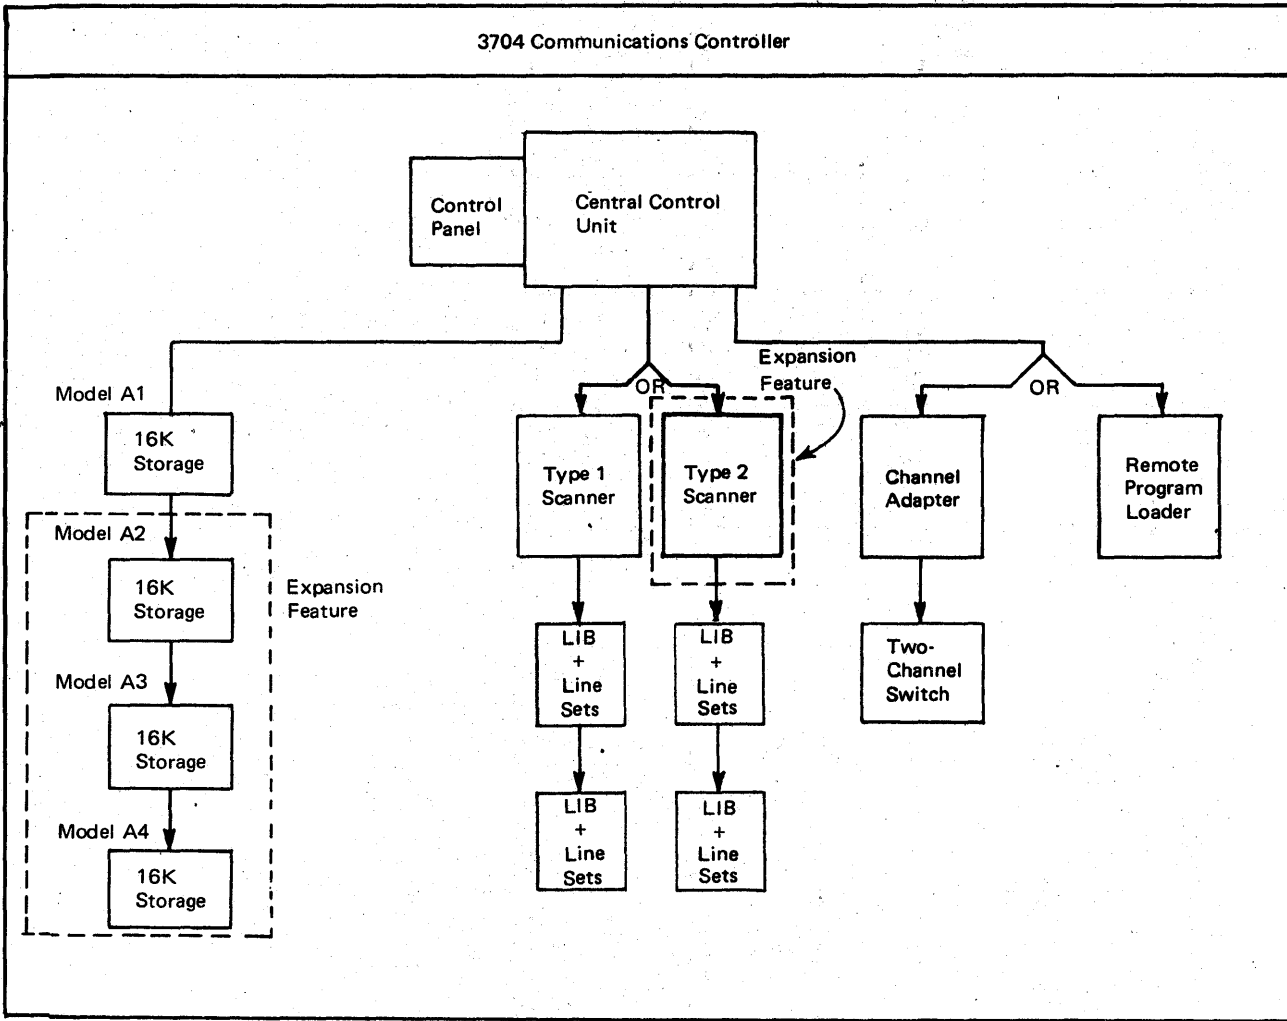 3704 Communications Controller
Control
Panel
Central Control
Unit
Expansion
Feature
OR
OR
Model A1
16K
Storage
Type 1
Scanner
Type 2
Scanner
Channel
Adapter
Remote
Program
Loader
Model A2
16K
Storage
Expansion
Feature
LIB
+
Line
Sets
LIB
+
Line
Sets
Two-
Channel
Switch
Model A3
16K
Storage
LIB
+
Line
Sets
LIB
+
Line
Sets
Model A4
16K
Storage